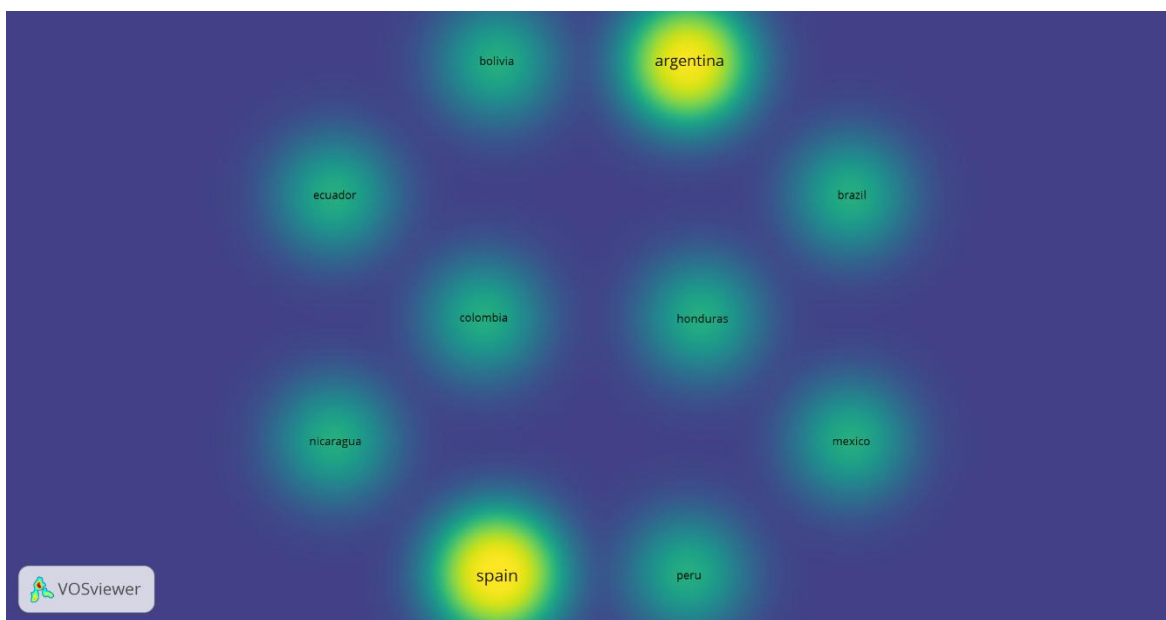 bolivia
argentina
ecuador
brazil
colombia
honduras
nicaragua
mexico
spain
peru
VOSviewer